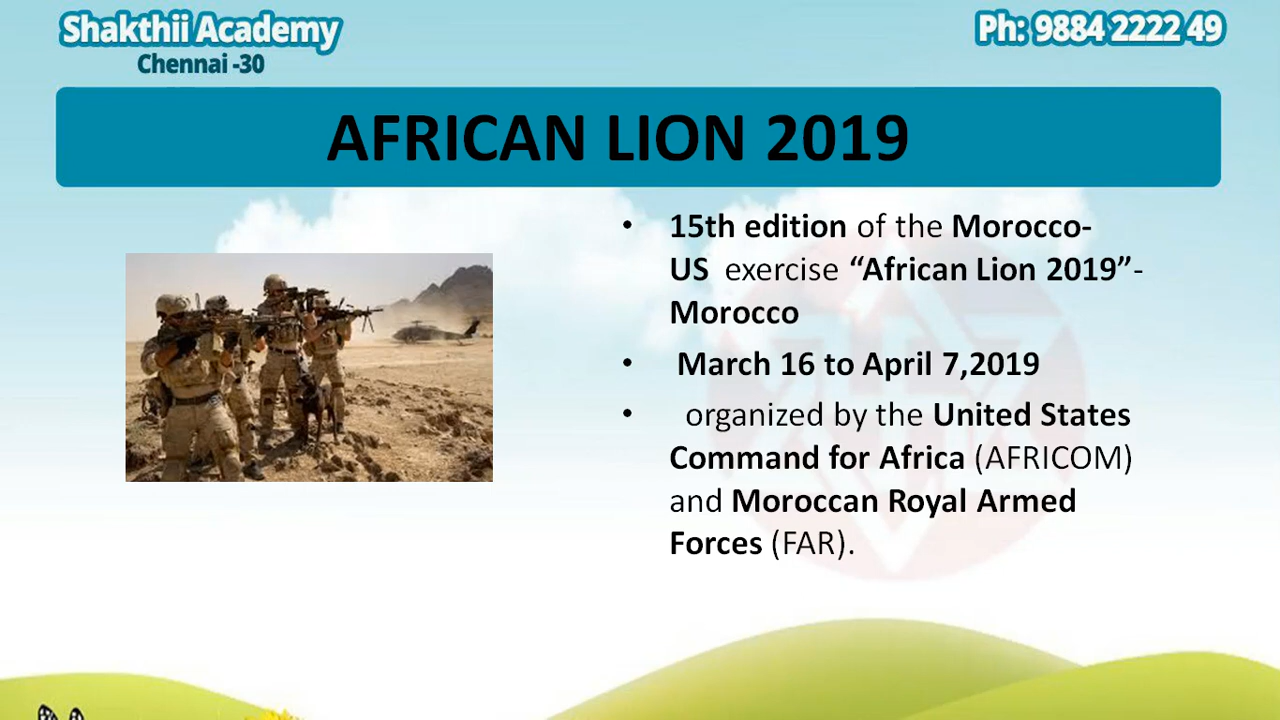 Shakthii Academy
Chennai -30
Ph: 9884 2222 49
AFRICAN LION 2019
• 15th edition of the Morocco-
US exercise “African Lion 2019”-
Morocco
• March 16 to April 7,2019
• organized by the United States
Command for Africa (AFRICOM)
and Moroccan Royal Armed
Forces (FAR).